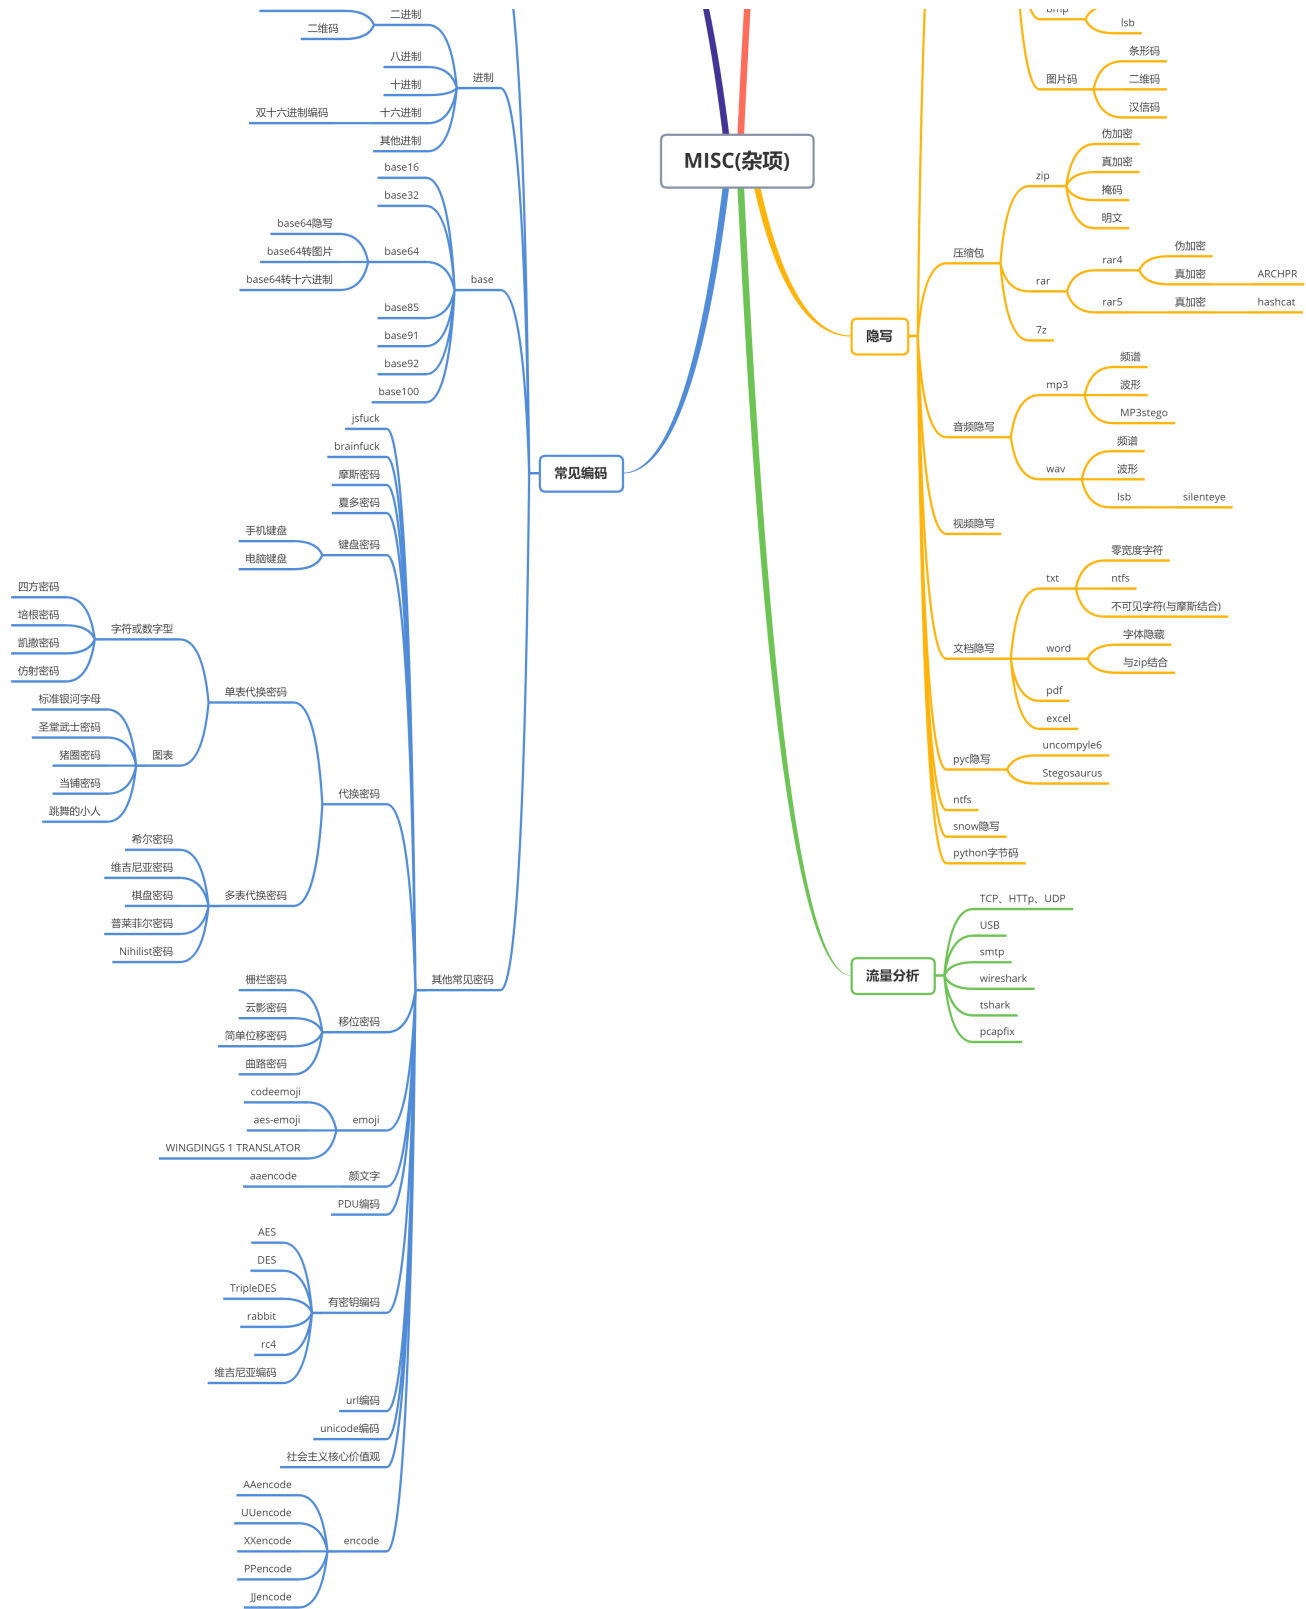 MISC(杂项)
常见编码
进制
二进制
二维码
八进制
十进制
十六进制
双十六进制编码
其他进制
base
base16
base32
base64
base64隐写
base64转图片
base64转十六进制
base85
base91
base92
base100
其他常见密码
jsfuck
brainfuck
摩斯密码
夏多密码
键盘密码
手机键盘
电脑键盘
代换密码
单表代换密码
字符或数字型
四方密码
培根密码
凯撒密码
仿射密码
图表
标准银河字母
圣堂武士密码
猪圈密码
当铺密码
跳舞的小人
多表代换密码
希尔密码
维吉尼亚密码
棋盘密码
普莱菲尔密码
Nihilist密码
移位密码
栅栏密码
云影密码
简单位移密码
曲路密码
emoji
codeemoji
aes-emoji
WINGDINGS 1 TRANSLATOR
颜文字
aaencode
PDU编码
有密钥编码
AES
DES
TripleDES
rabbit
rc4
维吉尼亚编码
url编码
unicode编码
社会主义核心价值观
encode
AAencode
UUencode
XXencode
PPencode
JJencode
隐写
bmp
lsb
图片码
条形码
二维码
汉信码
压缩包
zip
伪加密
真加密
掩码
明文
rar
rar4
伪加密
真加密
ARCHPR
rar5
真加密
hashcat
7z
音频隐写
mp3
频谱
波形
MP3stego
wav
频谱
波形
lsb
silenteye
视频隐写
文档隐写
txt
零宽度字符
ntfs
不可见字符(与摩斯结合)
word
字体隐藏
与zip结合
pdf
excel
pyc隐写
uncompyle6
Stegosaurus
ntfs
snow隐写
python字节码
流量分析
TCP、HTTp、UDP
USB
smtp
wireshark
tshark
pcapfix